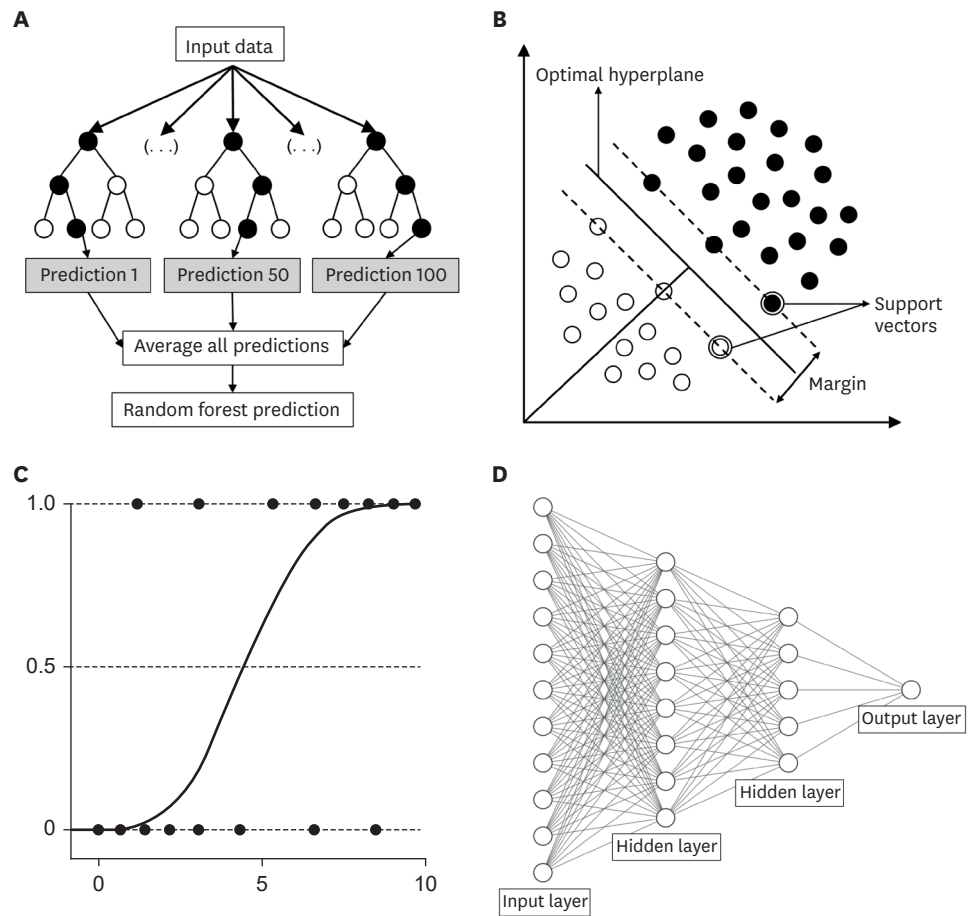 A
Input data
(...)
(...)
Prediction 1
Prediction 50
Prediction 100
Average all predictions
Random forest prediction
B
Optimal hyperplane
Support
vectors
Margin
C
1.0
0.5
0
0
5
10
D
Output layer
Hidden layer
Hidden layer
Input layer